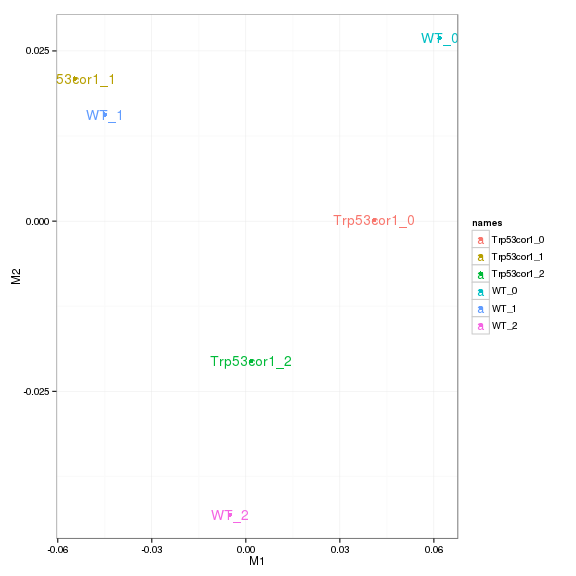 0.025
0.000
-0.025
M2
WT_0
53cor1_1
WT_1
Trp53cor1_0
Trp53cor1_2
WT_2
-0.06
-0.03
0.00
0.03
0.06
M1
names
a Trp53cor1_0
a Trp53cor1_1
a Trp53cor1_2
a WT_0
a WT_1
a WT_2